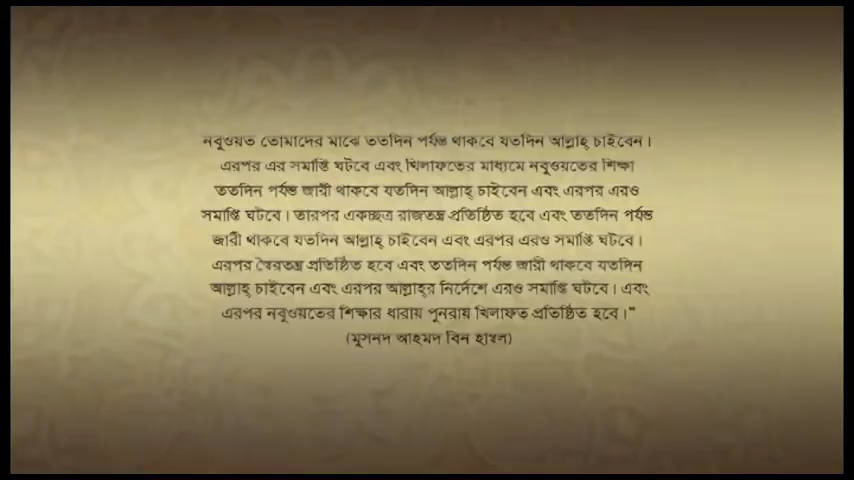 নবুওয়ত তোমাদের মাঝে ততদিন পর্যন্ত থাকবে যতদিন আল্লাহ্ চাইবেন।
এরপর এর সমাপ্তি ঘটবে এবং খিলাফতের মাধ্যমে নবুওয়তের শিক্ষা
ততদিন পর্যন্ত জারী থাকবে যতদিন আল্লাহ্ চাইবেন এবং এরপর এরও
সমাপ্তি ঘটবে। তারপর একচ্ছত্র রাজতন্ত্র প্রতিষ্ঠিত হবে এবং ততদিন পর্যন্ত
জারী থাকবে যতদিন আল্লাহ্ চাইবেন এবং এরপর এরও সমাপ্তি ঘটবে।
এরপর স্বৈরতন্ত্র প্রতিষ্ঠিত হবে এবং ততদিন পর্যন্ত জারী থাকবে যতদিন
আল্লাহ্ চাইবেন এবং এরপর আল্লাহ্‌র নির্দেশে এরও সমাপ্তি ঘটবে। এবং
এরপর নবুওয়তের শিক্ষার ধারায় পুনরায় খিলাফত প্রতিষ্ঠিত হবে।"
(মুসনদ আহমদ বিন হাম্বল)